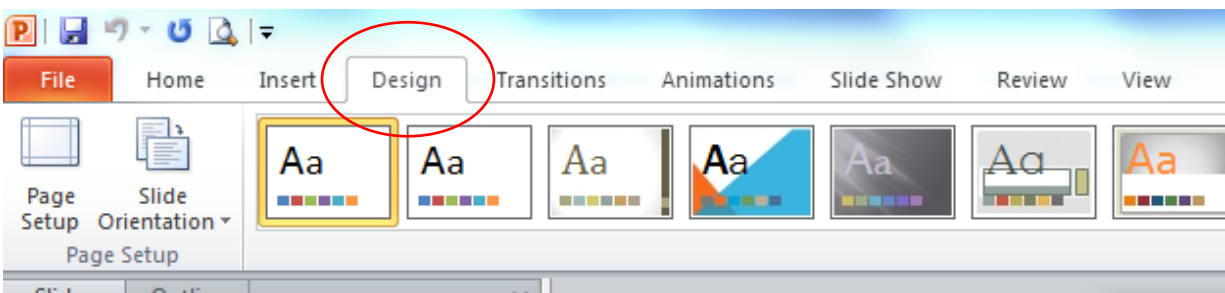 P
File Home Insert Design Transitions Animations Slide Show Review View
Aa Aa Aa Aa Aa Aa Aa
Page Setup
Slide Orientation
Page Setup